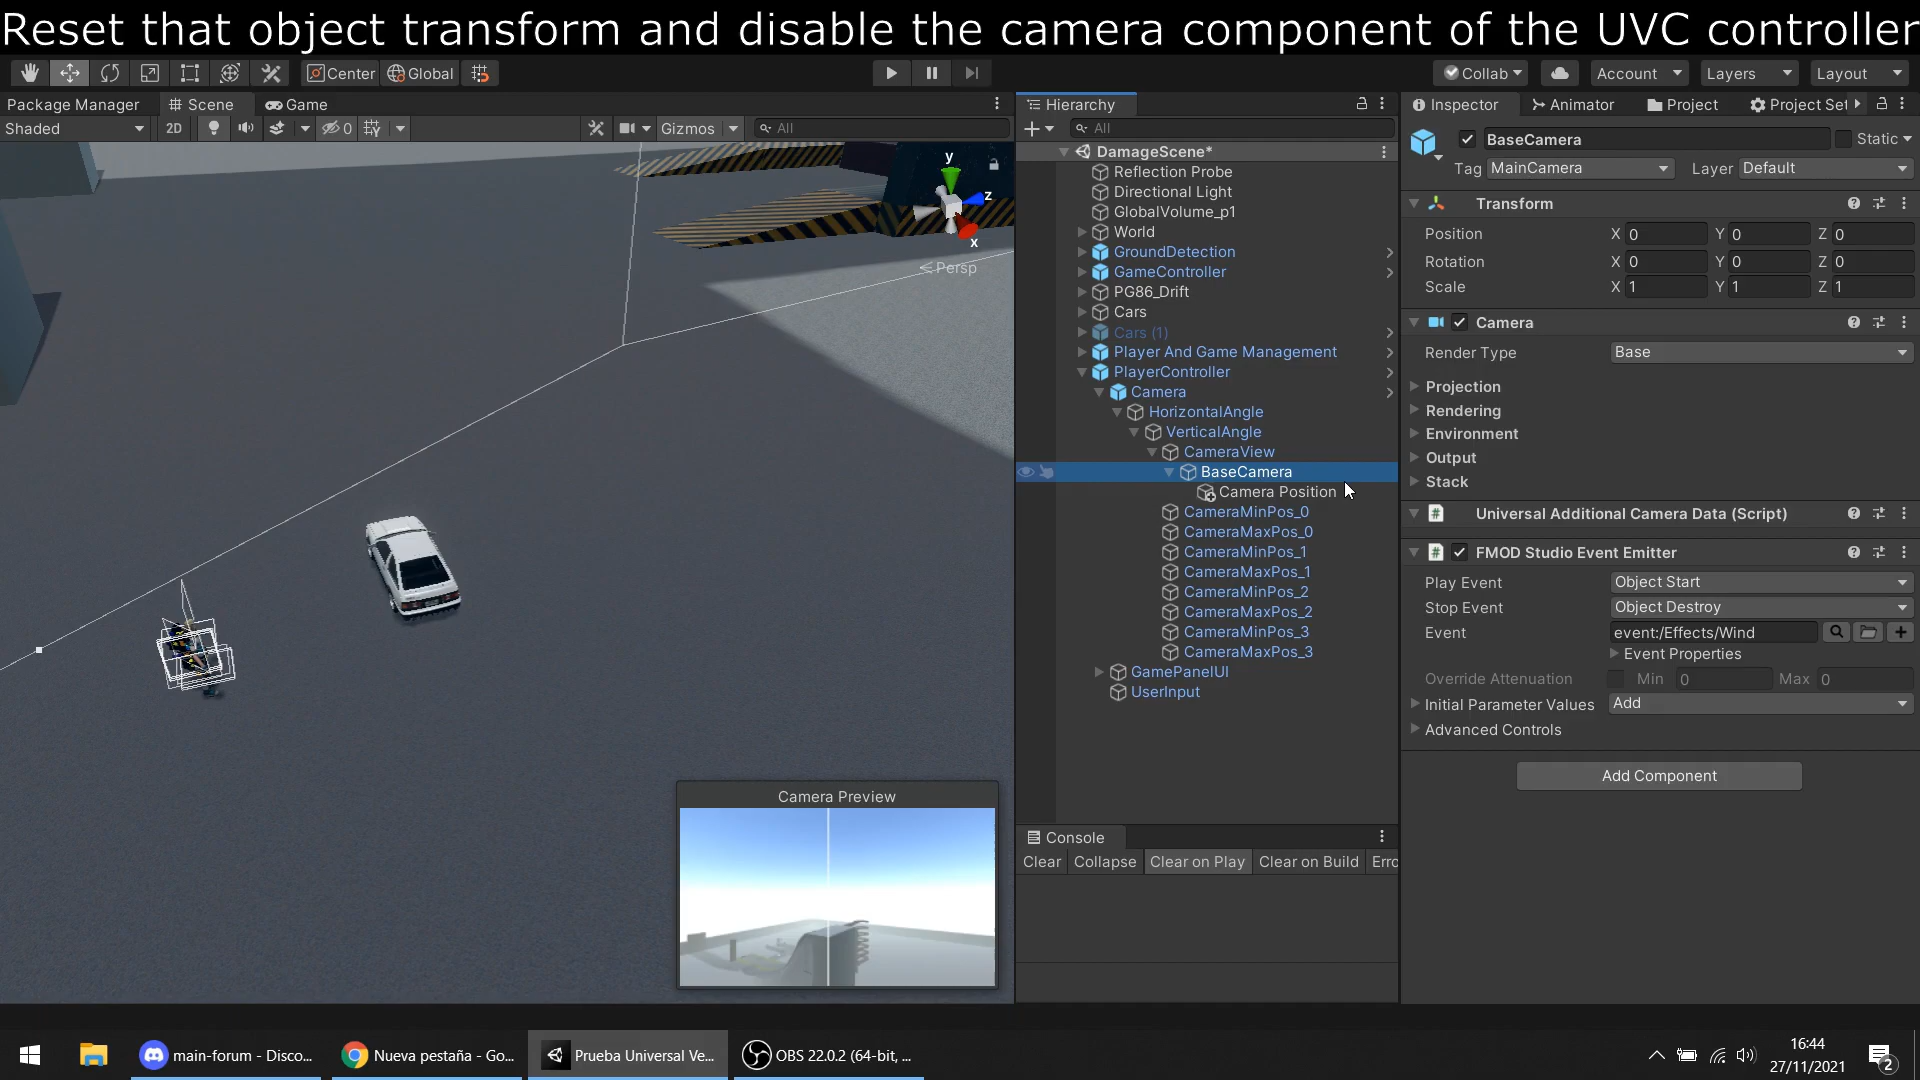 Reset that object transform and disable the camera component of the UVC controller
Center
Global
Collab
Account
Layers
Layout
Package Manager
Scene
Game
Hierarchy
Inspector
Animator
Project
Project Set
Shaded
2D
0
Gizmos
All
All
BaseCamera
Static
Tag
MainCamera
Layer
Default
DamageScene*
Reflection Probe
Directional Light
GlobalVolume_p1
World
GroundDetection
GameController
PG86_Drift
Cars
Cars (1)
Player And Game Management
PlayerController
Camera
HorizontalAngle
VerticalAngle
CameraView
BaseCamera
Camera Position
CameraMinPos_0
CameraMaxPos_0
CameraMinPos_1
CameraMaxPos_1
CameraMinPos_2
CameraMaxPos_2
CameraMinPos_3
CameraMaxPos_3
GamePanelUI
UserInput
y
z
x
Persp
Transform
Position X 0 Y 0 Z 0
Rotation X 0 Y 0 Z 0
Scale X 1 Y 1 Z 1
Camera
Render Type Base
Projection
Rendering
Environment
Output
Stack
# Universal Additional Camera Data (Script)
# FMOD Studio Event Emitter
Play Event Object Start
Stop Event Object Destroy
Event event:/Effects/Wind
Event Properties
Override Attenuation Min 0 Max 0
Initial Parameter Values Add
Advanced Controls
Add Component
Camera Preview
Console
Clear Collapse Clear on Play Clear on Build Erro
main-forum - Disco...
Nueva pestaña - Go...
Prueba Universal Ve...
OBS 22.0.2 (64-bit, ...
16:44
27/11/2021
2